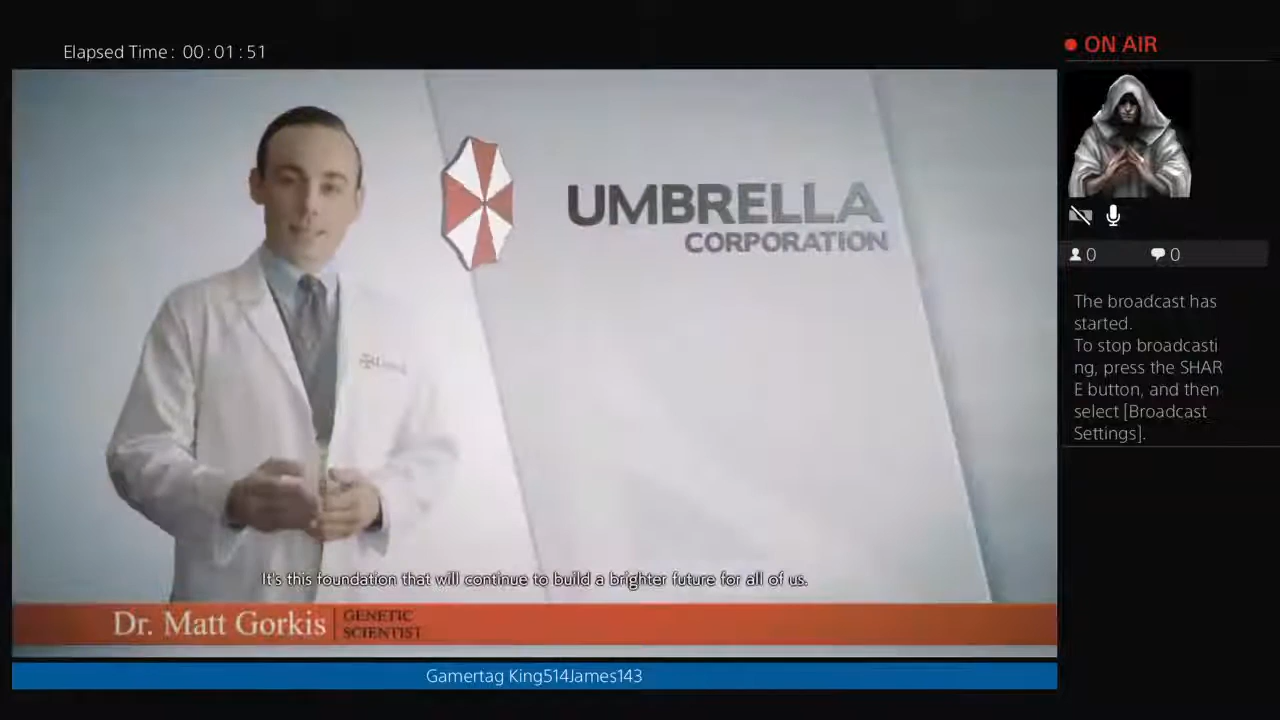 Elapsed Time: 00:01:51
ON AIR
UMBRELLA
CORPORATION
0
0
The broadcast has
started.
To stop broadcasti
ng, press the SHAR
E button, and then
select [Broadcast
Settings].
It's this foundation that will continue to build a brighter future for all of us.
Dr. Matt Gorkis
GENETIC
SCIENTIST
Gamertag King514James143